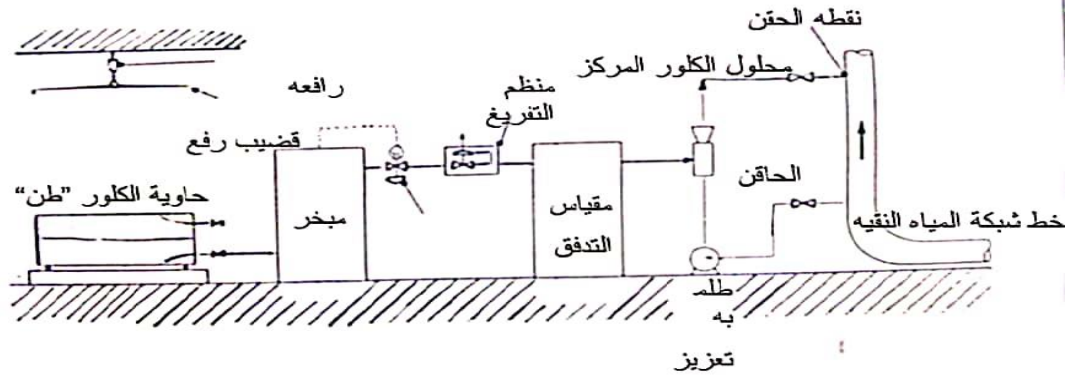 نقطه الحقن
محلول الكلور المركز
رافعه
منظم
التفريغ
قضيب رفع
الحاقن
حاوية الكلور "طن"
مبخر
مقياس
التدفق
خط شبكة المياه النقيه
طلم
به
تعزيز